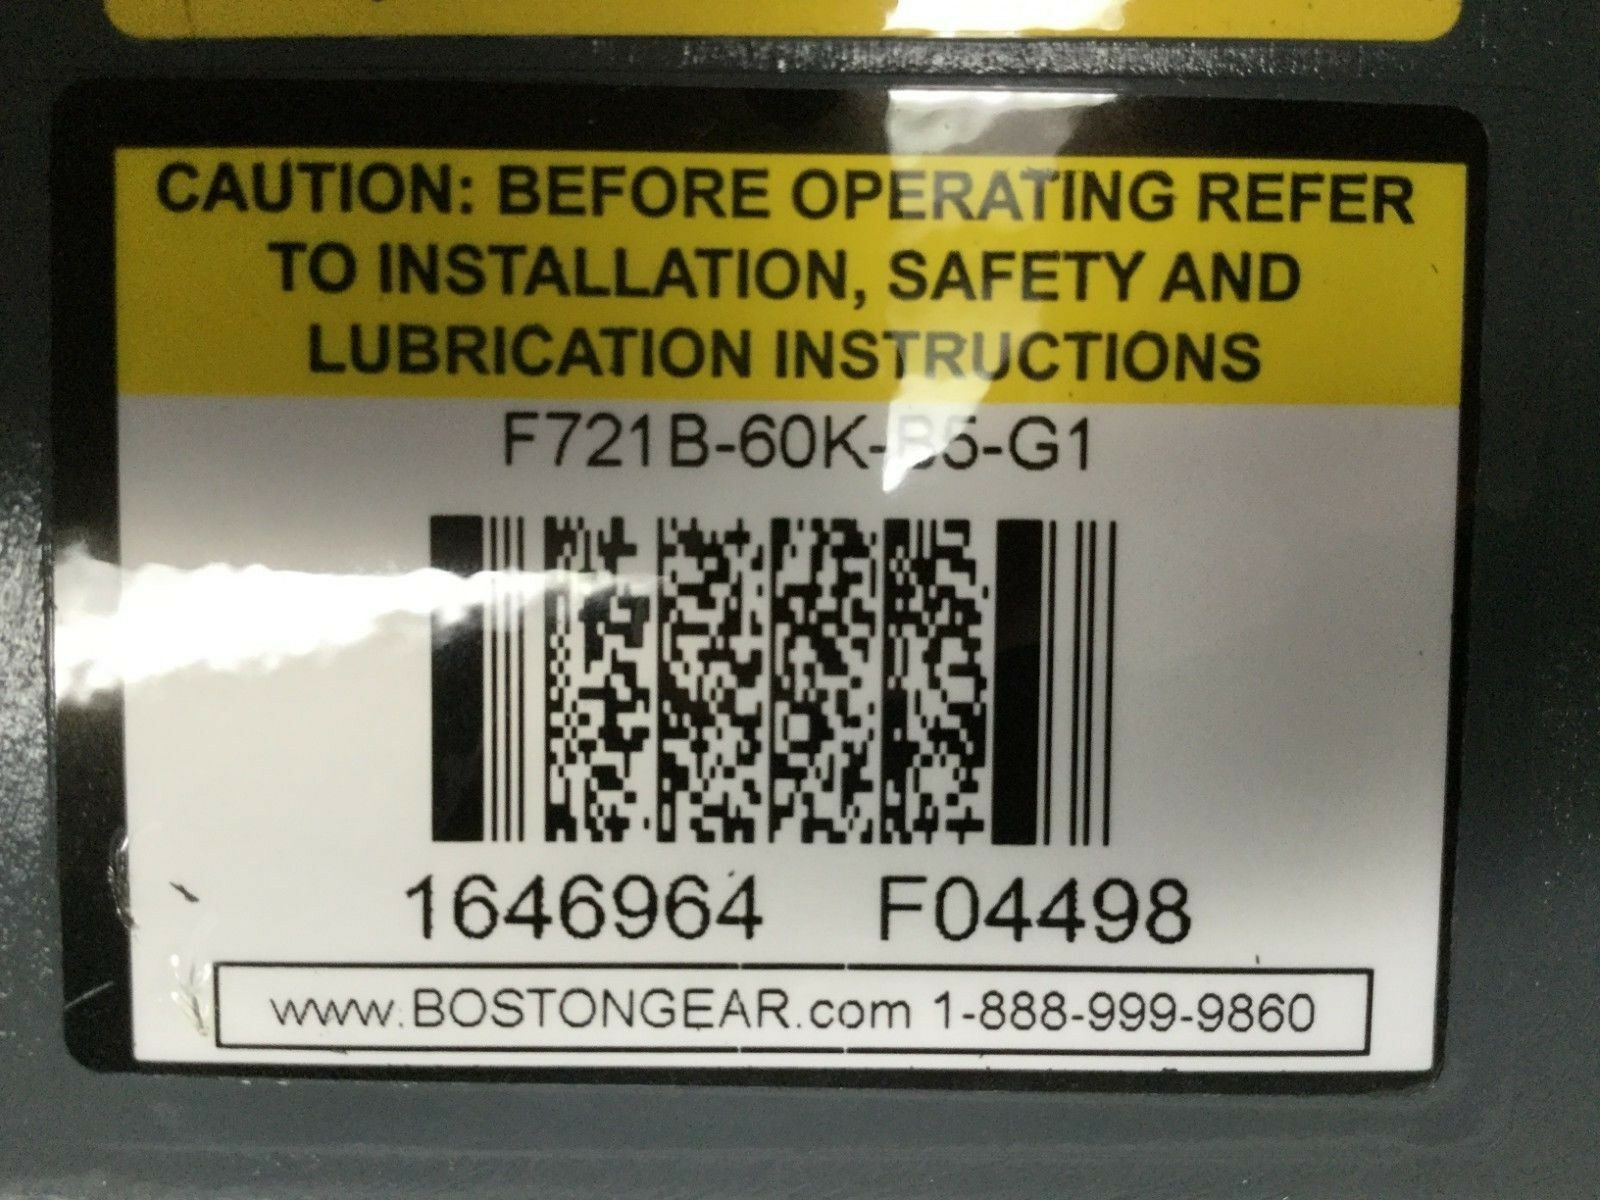 CAUTION: BEFORE OPERATING REFER
TO INSTALLATION, SAFETY AND
LUBRICATION INSTRUCTIONS
F721B-60K-B5-G1
1646964 F04498
www.BOSTONGEAR.com 1-888-999-9860